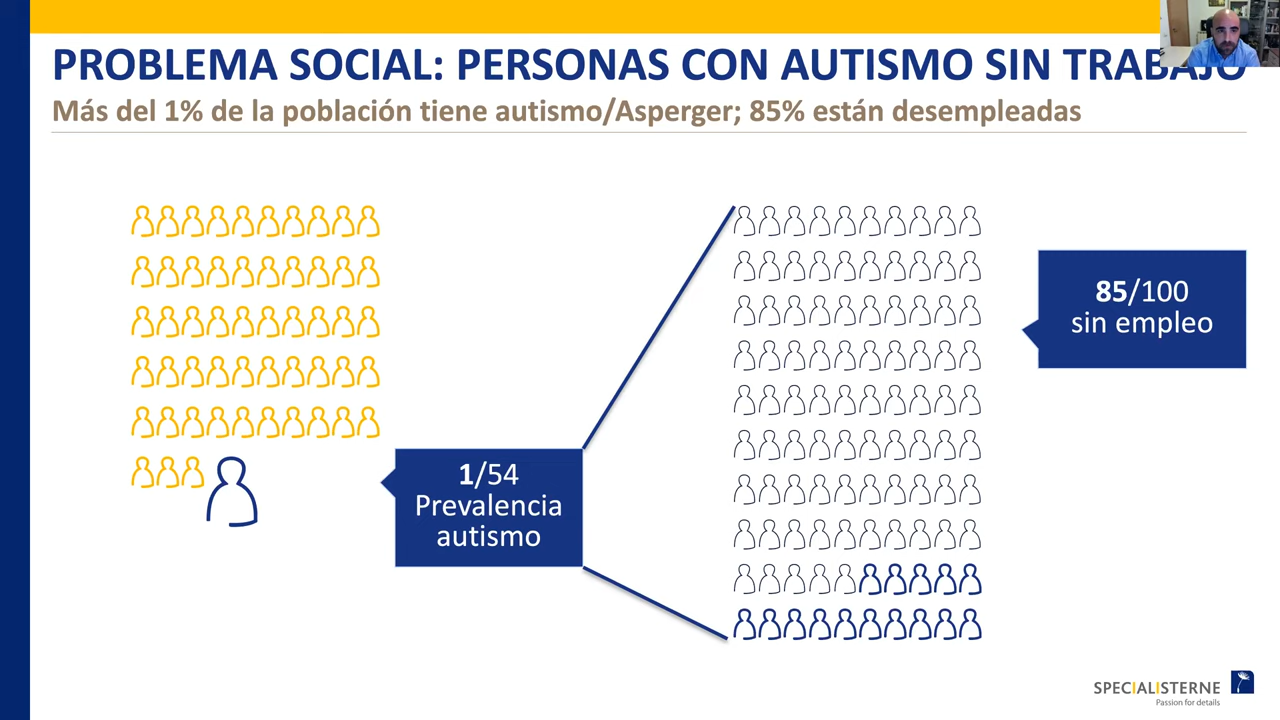 PROBLEMA SOCIAL: PERSONAS CON AUTISMO SIN TRABAJO
Más del 1% de la población tiene autismo/Asperger; 85% están desempleadas
85/100
sin empleo
1/54
Prevalencia
autismo
SPECIALISTERNE
Passion for details